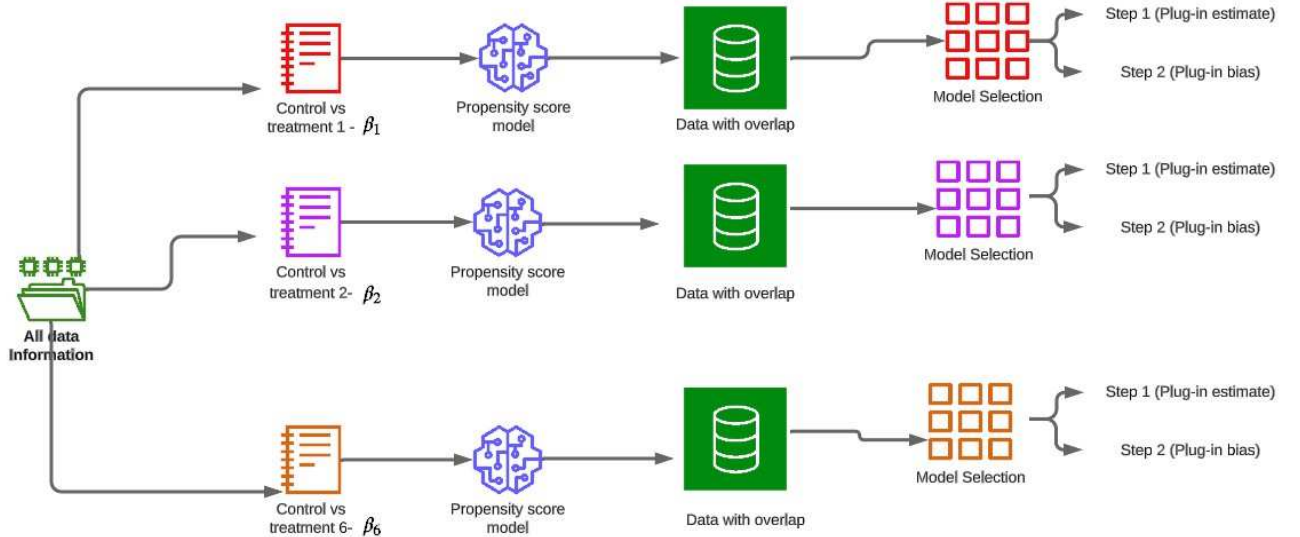 Step 1 (Plug-in estimate)
Step 2 (Plug-in bias)
Control vs
treatment 1 - β1
Propensity score
model
Data with overlap
Model Selection
Step 1 (Plug-in estimate)
Step 2 (Plug-in bias)
Control vs
treatment 2- β2
Propensity score
model
Data with overlap
Model Selection
All data
Information
Step 1 (Plug-in estimate)
Step 2 (Plug-in bias)
Control vs
treatment 6- β6
Propensity score
model
Data with overlap
Model Selection